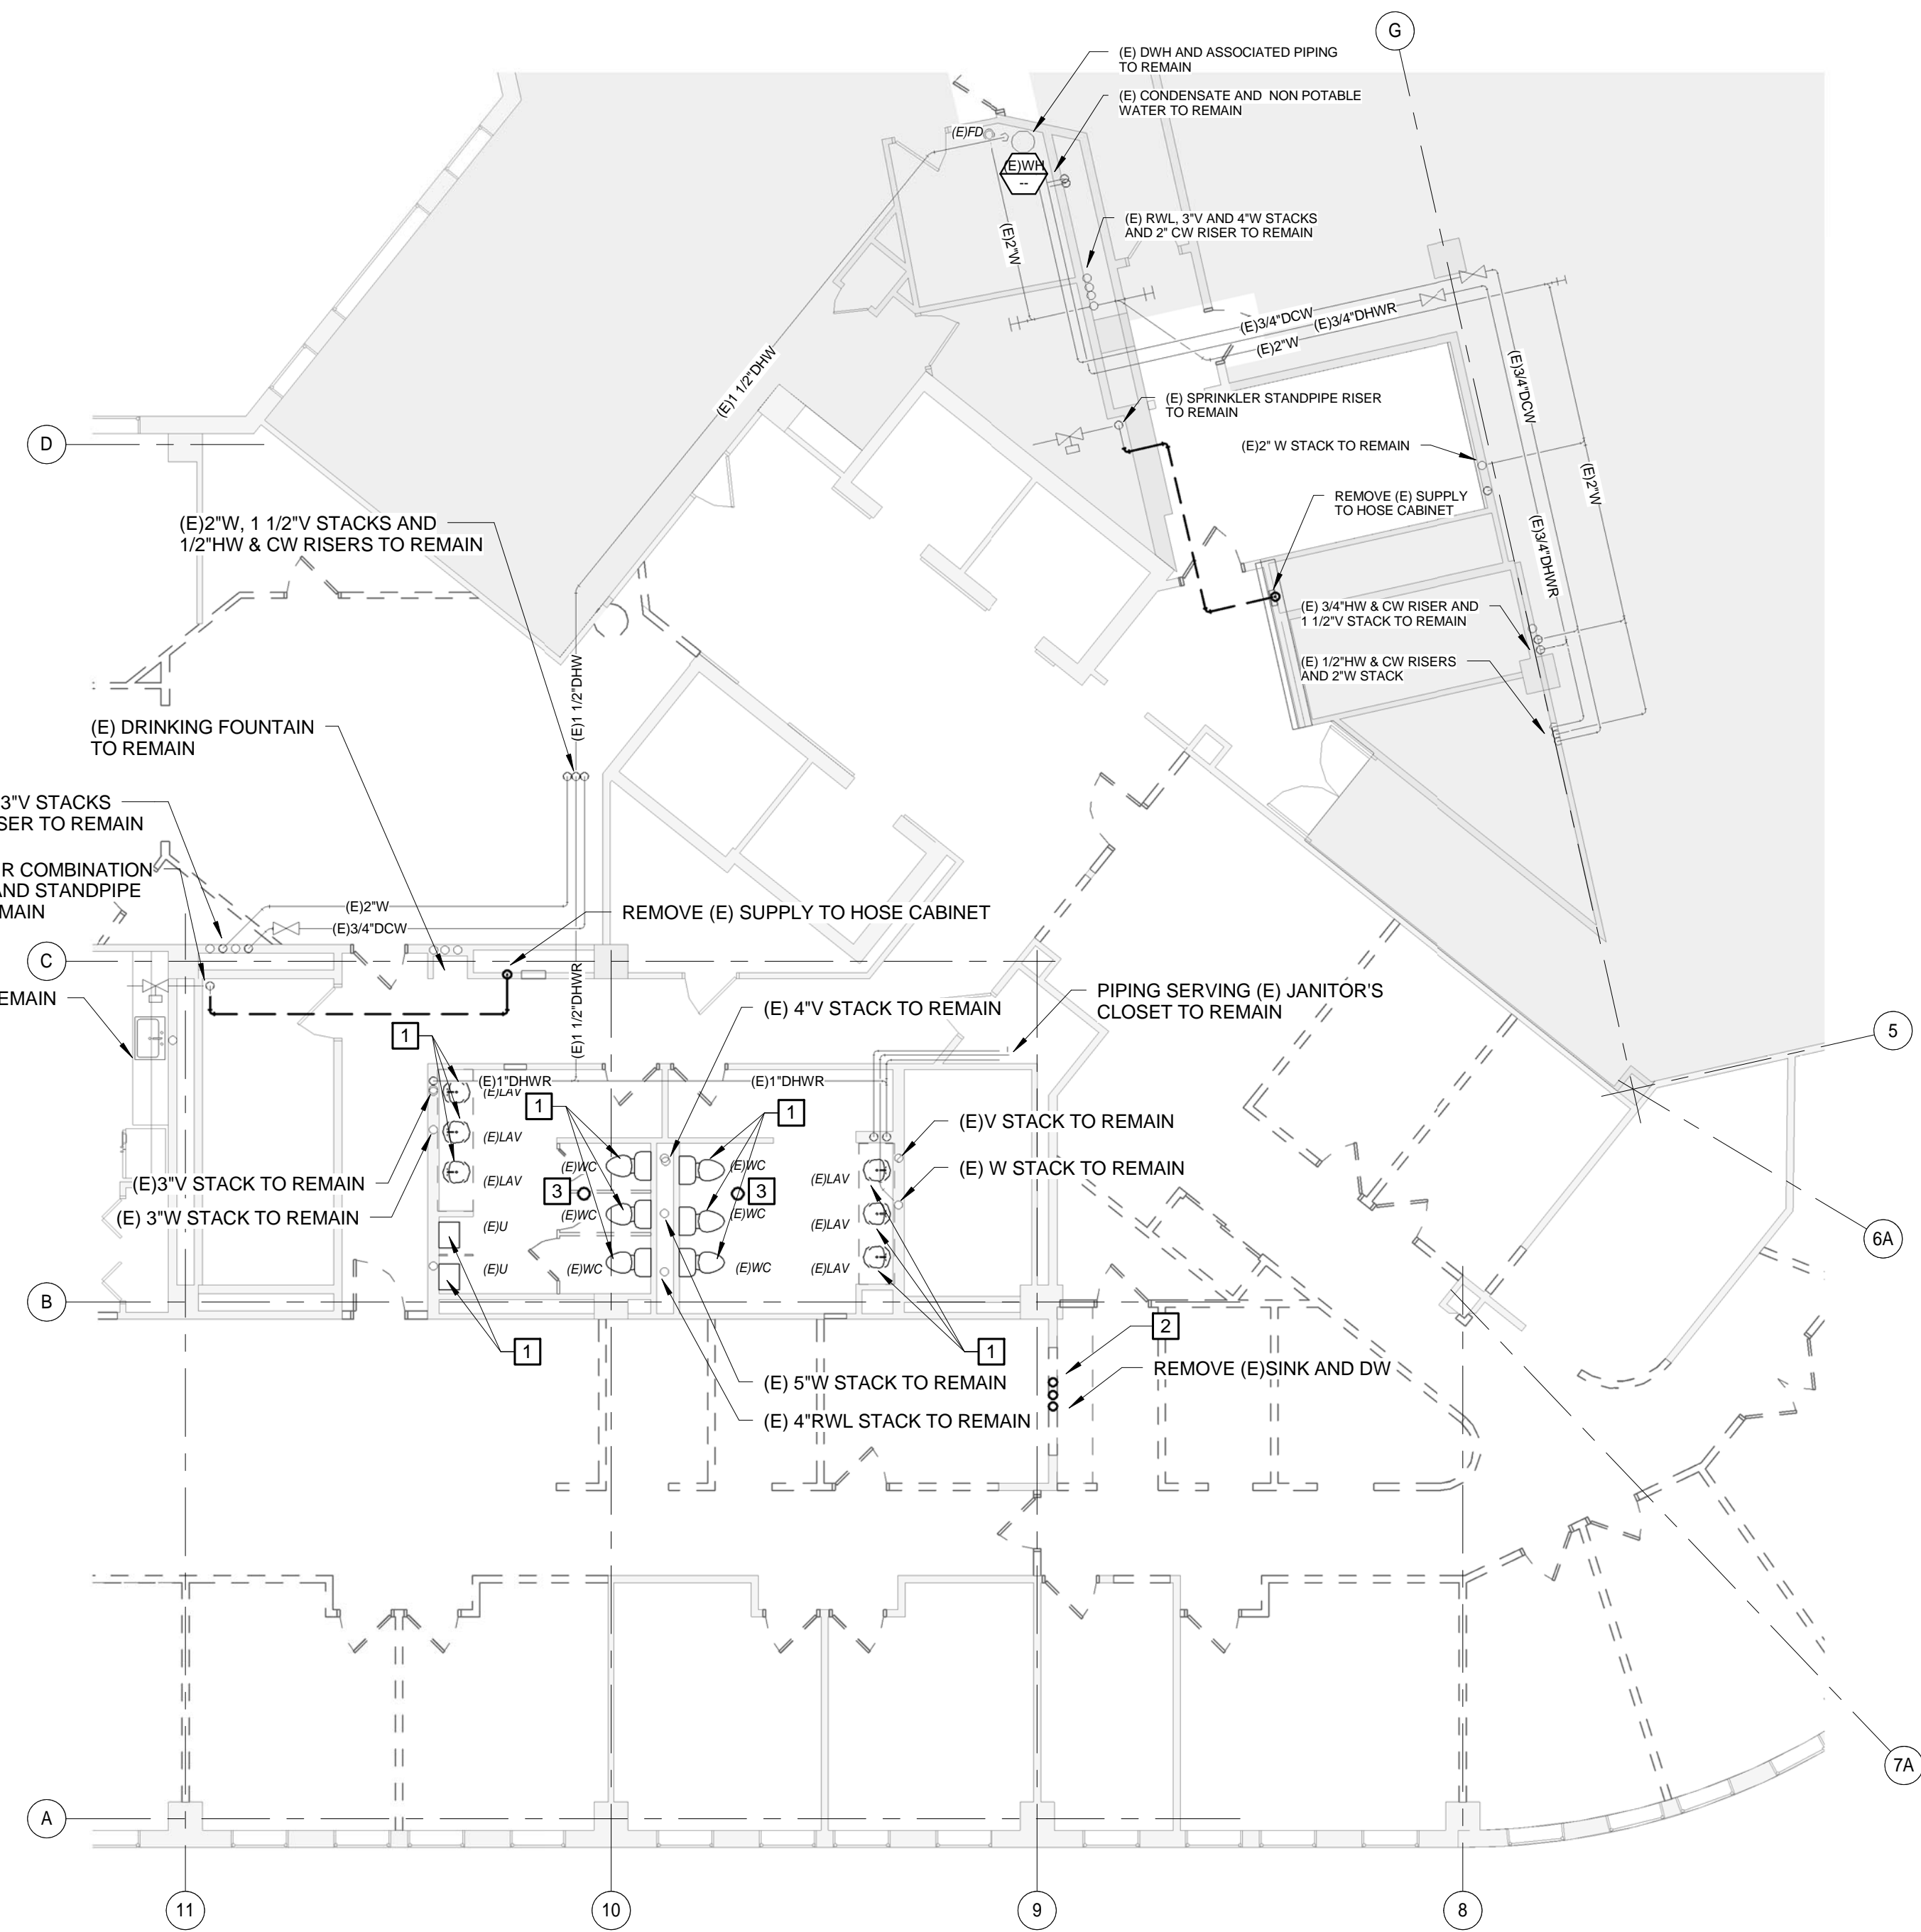 G
(E) DWH AND ASSOCIATED PIPING
TO REMAIN
(E) CONDENSATE AND NON POTABLE
WATER TO REMAIN
(E)FD
(E)WH
--
(E)2"W
(E) RWL, 3"V AND 4"W STACKS
AND 2" CW RISER TO REMAIN
(E)3/4"DCW
(E)3/4"DHWR
(E)2"W
(E)3/4"DCW
(E)1 1/2"DHW
(E) SPRINKLER STANDPIPE RISER
TO REMAIN
D
(E)2" W STACK TO REMAIN
(E)2"W
REMOVE (E) SUPPLY
TO HOSE CABINET
(E)2"W, 1 1/2"V STACKS AND
1/2"HW & CW RISERS TO REMAIN
(E)3/4"DHWR
(E) 3/4"HW & CW RISER AND
1 1/2"V STACK TO REMAIN
(E) 1/2"HW & CW RISERS
AND 2"W STACK
(E)1 1/2"DHW
(E) DRINKING FOUNTAIN
TO REMAIN
3"V STACKS
SER TO REMAIN
R COMBINATION
AND STANDPIPE
MAIN
(E)2"W
(E)3/4"DCW
REMOVE (E) SUPPLY TO HOSE CABINET
C
EMAIN
(E)1 1/2"DHWR
(E) 4"V STACK TO REMAIN
PIPING SERVING (E) JANITOR'S
CLOSET TO REMAIN
5
1
(E)1"DHWR
(E)1"DHWR
(E)LAV
1
1
(E)LAV
(E)V STACK TO REMAIN
(E)WC
(E)WC
(E) W STACK TO REMAIN
(E)LAV
(E)LAV
(E)3"V STACK TO REMAIN
3
3
(E) 3"W STACK TO REMAIN
(E)WC
(E)WC
(E)U
(E)LAV
6A
(E)U
(E)WC
(E)WC
(E)LAV
B
2
1
1
REMOVE (E)SINK AND DW
(E) 5"W STACK TO REMAIN
(E) 4"RWL STACK TO REMAIN
7A
A
11
10
9
8